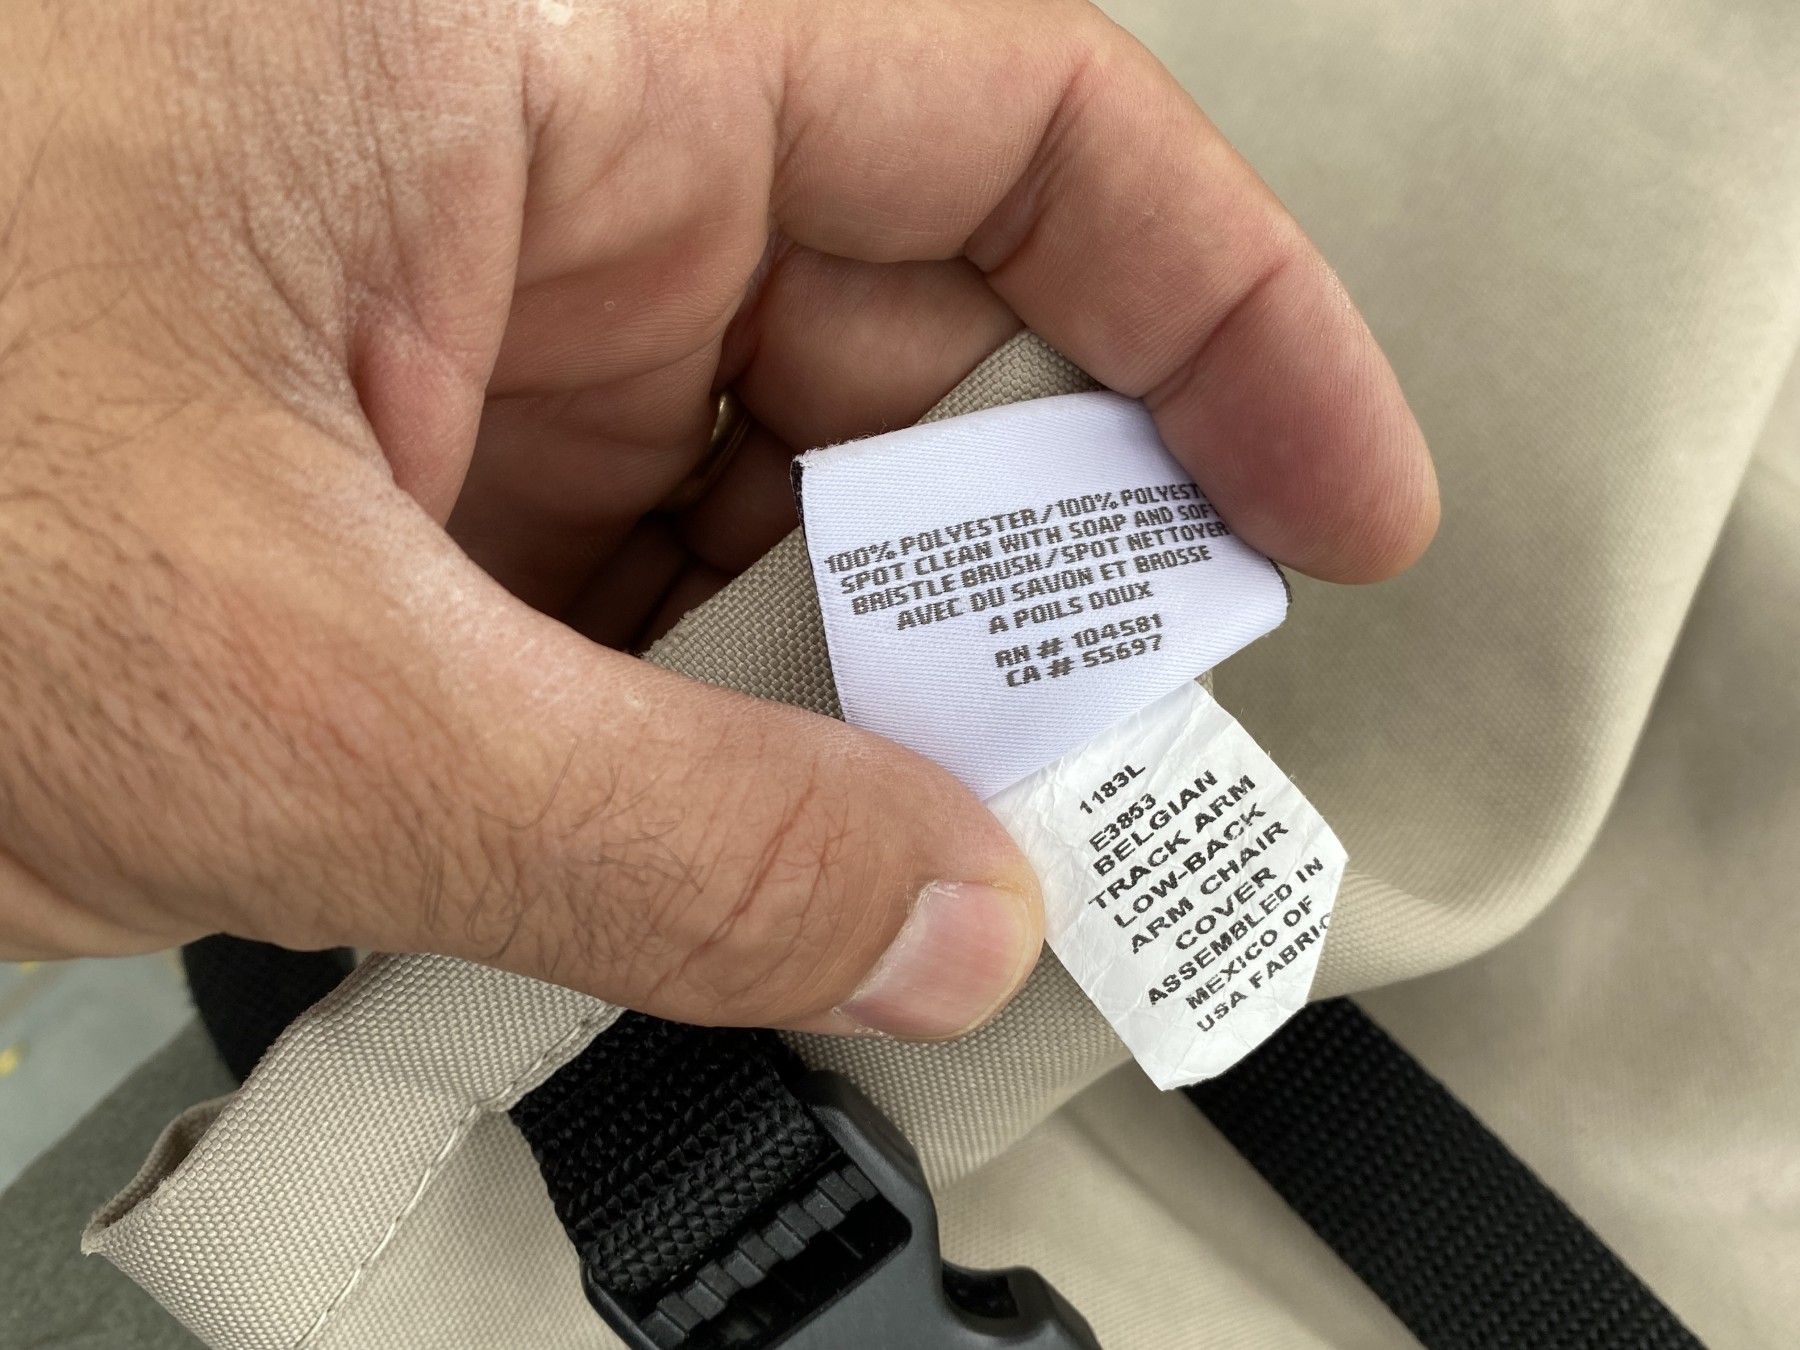 100% POLYESTER/100% POLYEST
SPOT CLEAN WITH SOAP AND SOFT
BRISTLE BRUSH/SPOT NETTOYER
AVEC DU SAVON ET BROSSE
A POILS DOUX
RN # 104581
CA # 55697
1183L
E3853
BELGIAN
TRACK ARM
LOW-BACK
ARM CHAIR
COVER
ASSEMBLED IN
MEXICO OF
USA FABRIC